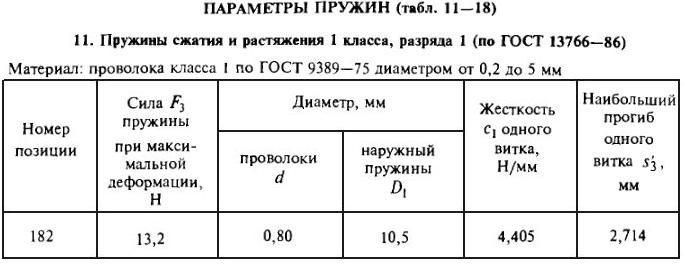 ПАРАМЕТРЫ ПРУЖИН (табл. 11—18)
11. Пружины сжатия и растяжения 1 класса, разряда 1 (по ГОСТ 13766—86)
Материал: проволока класса 1 по ГОСТ 9389—75 диаметром от 0,2 до 5 мм
Номер
позиции
Сила F3
пружины
при макси-
мальной
деформации,
Н
Диаметр, мм
проволоки
d
наружный
пружины
D1
Жесткость
c1 одного
витка,
Н/мм
Наибольший
прогиб
одного
витка s′3,
мм
182 13,2 0,80 10,5 4,405 2,714